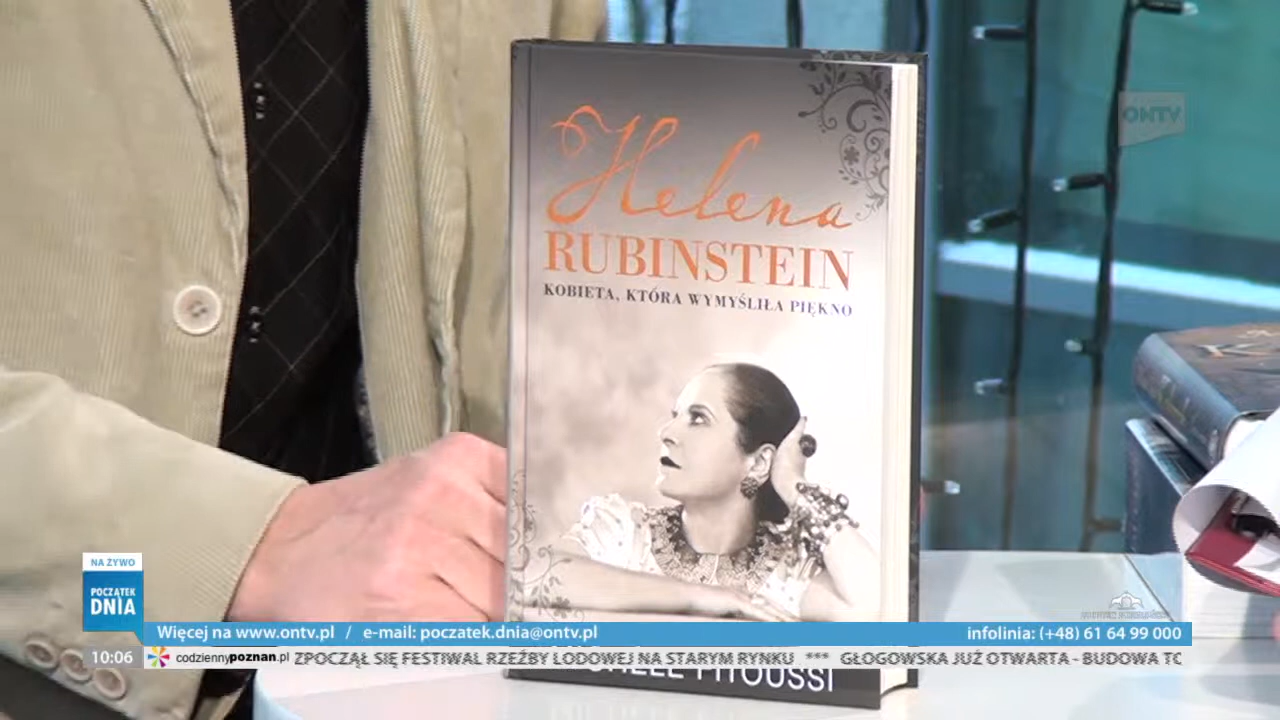 ONTV
Helena
RUBINSTEIN
KOBIETA, KTÓRA WYMYŚLIŁA PIĘKNO
NA ŻYWO
POCZĄTEK
DNIA
Więcej na www.ontv.pl / e-mail: poczatek.dnia@ontv.pl
infolinia: (+48) 61 64 99 000
10:06
codziennypoznan.pl
ZPOCZĄŁ SIĘ FESTIWAL RZEŹBY LODOWEJ NA STARYM RYNKU *** GŁOGOWSKA JUŻ OTWARTA - BUDOWA TC
PITOUSSI